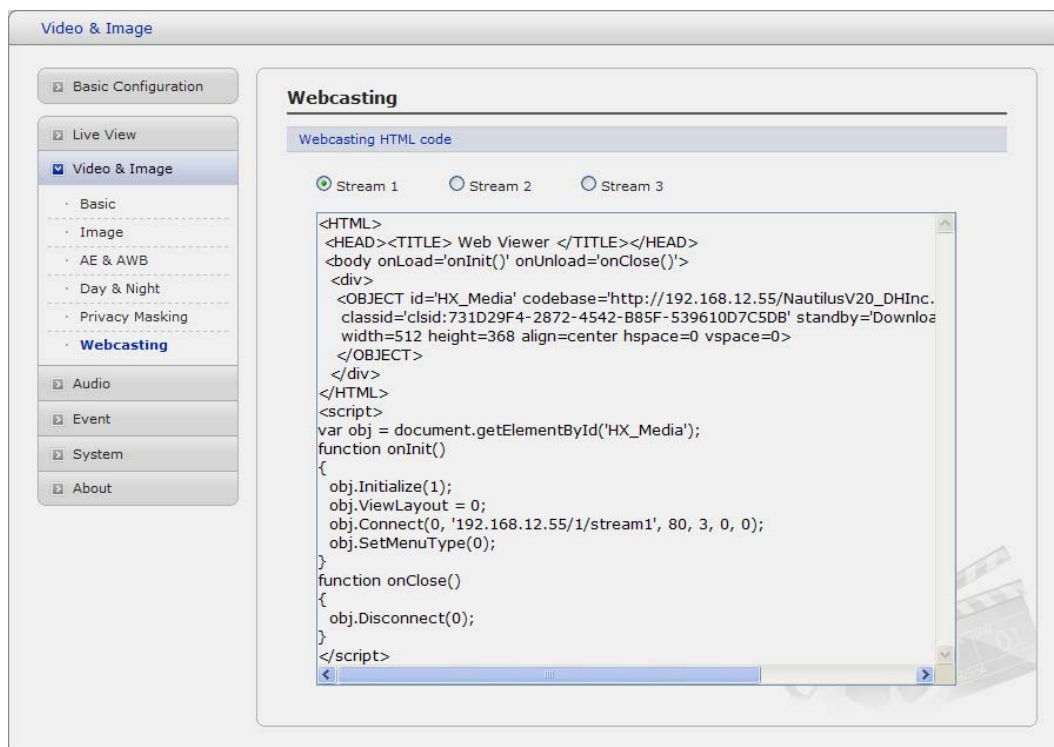 Video & Image
Basic Configuration
Live View
Video & Image
· Basic
· Image
· AE & AWB
· Day & Night
· Privacy Masking
· Webcasting
Audio
Event
System
About
Webcasting
Webcasting HTML code
Stream 1 Stream 2 Stream 3
<HTML>
<HEAD><TITLE> Web Viewer </TITLE></HEAD>
<body onLoad='onInit()' onUnload='onClose()'>
<div>
<OBJECT id='HX_Media' codebase='http://192.168.12.55/NautilusV20_DHInc.
classid='clsid:731D29F4-2872-4542-B85F-539610D7C5DB' standby='Downloa
width=512 height=368 align=center hspace=0 vspace=0>
</OBJECT>
</div>
</HTML>
<script>
var obj = document.getElementById('HX_Media');
function onInit()
{
obj.Initialize(1);
obj.ViewLayout = 0;
obj.Connect(0, '192.168.12.55/1/stream1', 80, 3, 0, 0);
obj.SetMenuType(0);
}
function onClose()
{
obj.Disconnect(0);
}
</script>